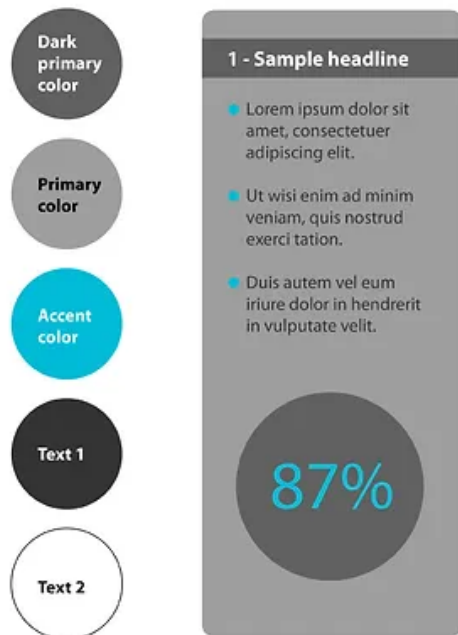 Dark
primary
color
Primary
color
Accent
color
Text 1
Text 2
1 - Sample headline
Lorem ipsum dolor sit
amet, consectetuer
adipiscing elit.
Ut wisi enim ad minim
veniam, quis nostrud
exerci tation.
Duis autem vel eum
iriure dolor in hendrerit
in vulputate velit.
87%